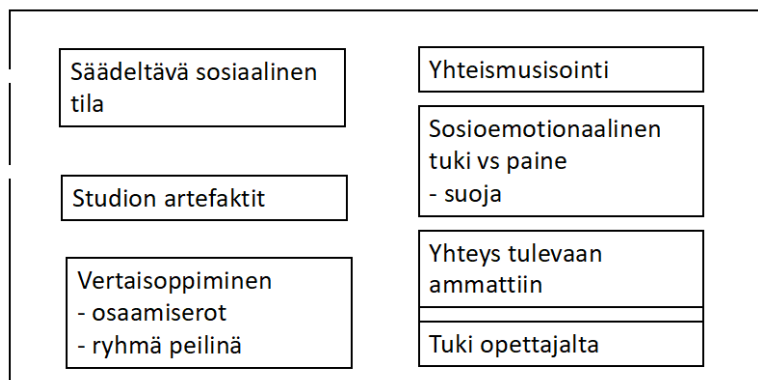 Säädeltävä sosiaalinen
tila
Studion artefaktit
Vertaisoppiminen
- osaamiserot
- ryhmä peilinä
Yhteismusisointi
Sosioemotionaalinen
tuki vs paine
- suoja
Yhteys tulevaan
ammattiin
Tuki opettajalta